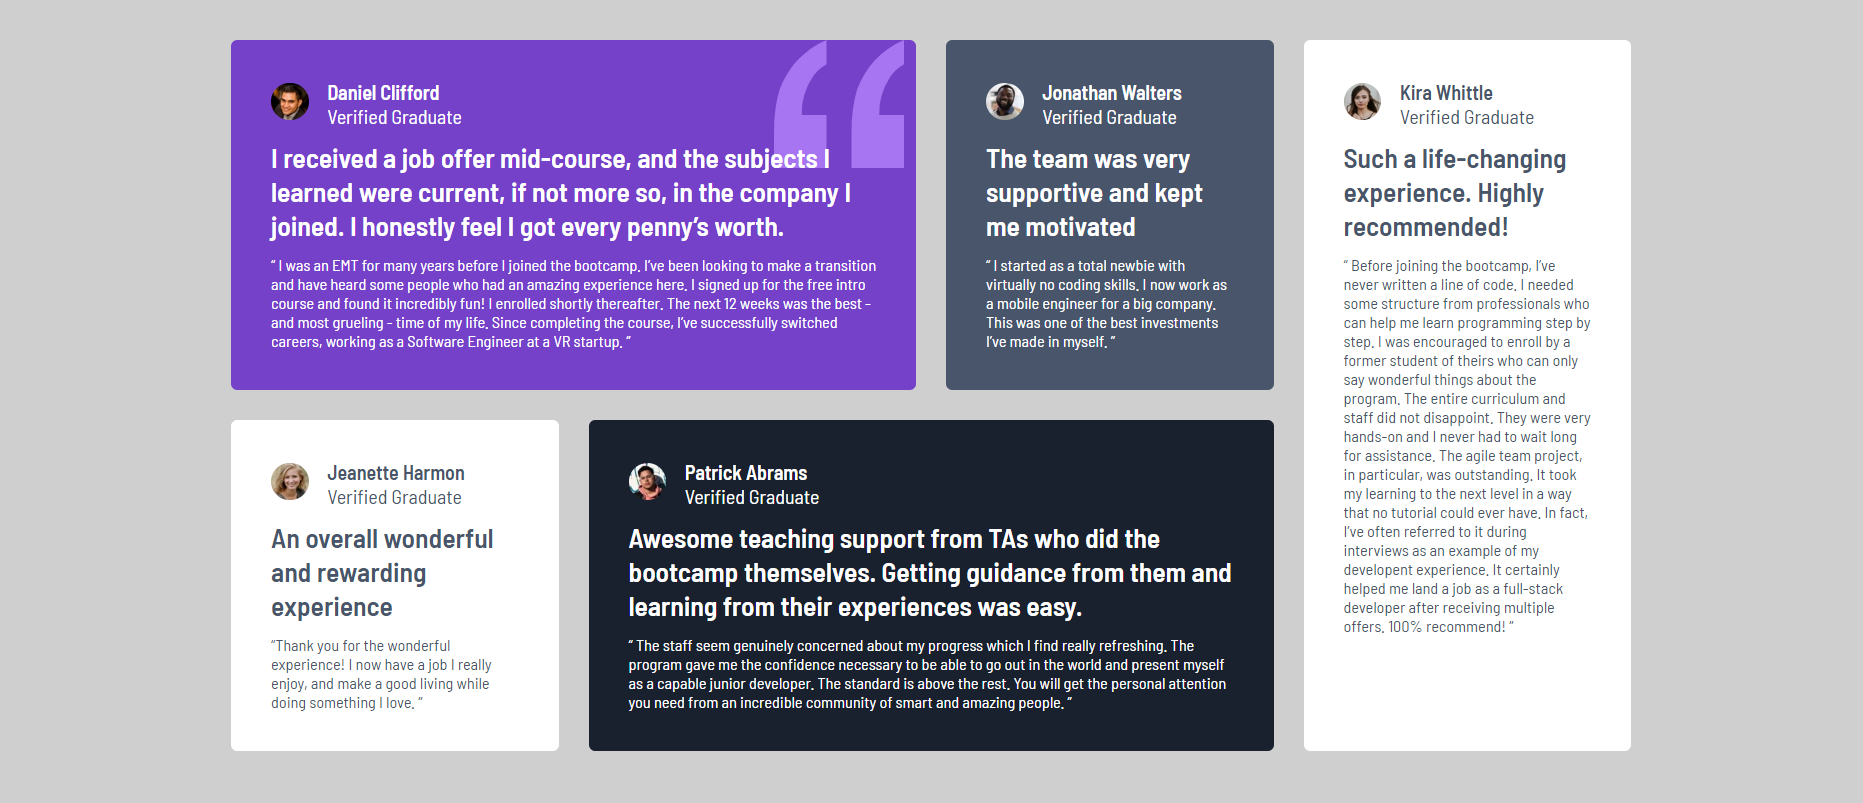 Daniel Clifford
Verified Graduate
I received a job offer mid-course, and the subjects I
learned were current, if not more so, in the company I
joined. I honestly feel I got every penny’s worth.
“ I was an EMT for many years before I joined the bootcamp. I’ve been looking to make a transition
and have heard some people who had an amazing experience here. I signed up for the free intro
course and found it incredibly fun! I enrolled shortly thereafter. The next 12 weeks was the best -
and most grueling - time of my life. Since completing the course, I’ve successfully switched
careers, working as a Software Engineer at a VR startup. ”
Jonathan Walters
Verified Graduate
The team was very
supportive and kept
me motivated
“ I started as a total newbie with
virtually no coding skills. I now work as
a mobile engineer for a big company.
This was one of the best investments
I’ve made in myself. ”
Kira Whittle
Verified Graduate
Such a life-changing
experience. Highly
recommended!
“ Before joining the bootcamp, I’ve
never written a line of code. I needed
some structure from professionals who
can help me learn programming step by
step. I was encouraged to enroll by a
former student of theirs who can only
say wonderful things about the
program. The entire curriculum and
staff did not disappoint. They were very
hands-on and I never had to wait long
for assistance. The agile team project,
in particular, was outstanding. It took
my learning to the next level in a way
that no tutorial could ever have. In fact,
I’ve often referred to it during
interviews as an example of my
developent experience. It certainly
helped me land a job as a full-stack
developer after receiving multiple
offers. 100% recommend! ”
Jeanette Harmon
Verified Graduate
An overall wonderful
and rewarding
experience
“Thank you for the wonderful
experience! I now have a job I really
enjoy, and make a good living while
doing something I love. ”
Patrick Abrams
Verified Graduate
Awesome teaching support from TAs who did the
bootcamp themselves. Getting guidance from them and
learning from their experiences was easy.
“ The staff seem genuinely concerned about my progress which I find really refreshing. The
program gave me the confidence necessary to be able to go out in the world and present myself
as a capable junior developer. The standard is above the rest. You will get the personal attention
you need from an incredible community of smart and amazing people. ”